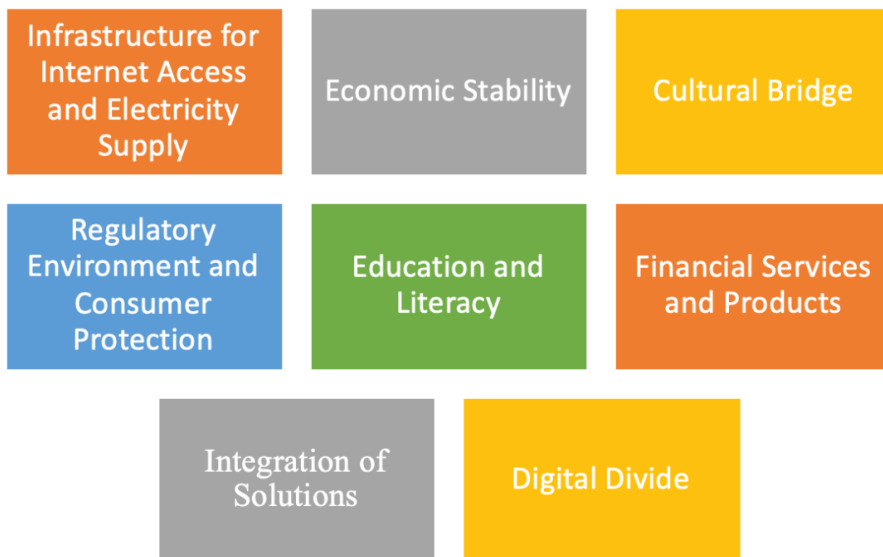 Infrastructure for
Internet Access
and Electricity
Supply
Economic Stability
Cultural Bridge
Regulatory
Environment and
Consumer
Protection
Education and
Literacy
Financial Services
and Products
Integration of
Solutions
Digital Divide